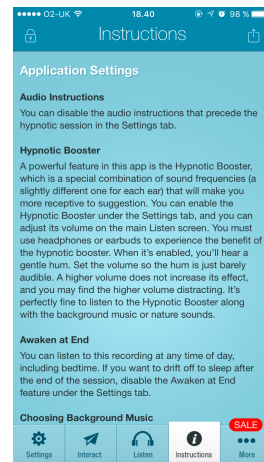 O2-UK 18.40 98 %
Instructions
Application Settings
Audio Instructions
You can disable the audio instructions that precede the
hypnotic session in the Settings tab.
Hypnotic Booster
A powerful feature in this app is the Hypnotic Booster,
which is a special combination of sound frequencies (a
slightly different one for each ear) that will make you
more receptive to suggestion. You can enable the
Hypnotic Booster under the Settings tab, and you can
adjust its volume on the main Listen screen. You must
use headphones or earbuds to experience the benefit of
the hypnotic booster. When it's enabled, you'll hear a
gentle hum. Set the volume so the hum is just barely
audible. A higher volume does not increase its effect,
and you may find the higher volume distracting. It's
perfectly fine to listen to the Hypnotic Booster along
with the background music or nature sounds.
Awaken at End
You can listen to this recording at any time of day,
including bedtime. If you want to drift off to sleep after
the end of the session, disable the Awaken at End
feature under the Settings tab.
Choosing Background Music
SALE
Settings Interact Listen Instructions More